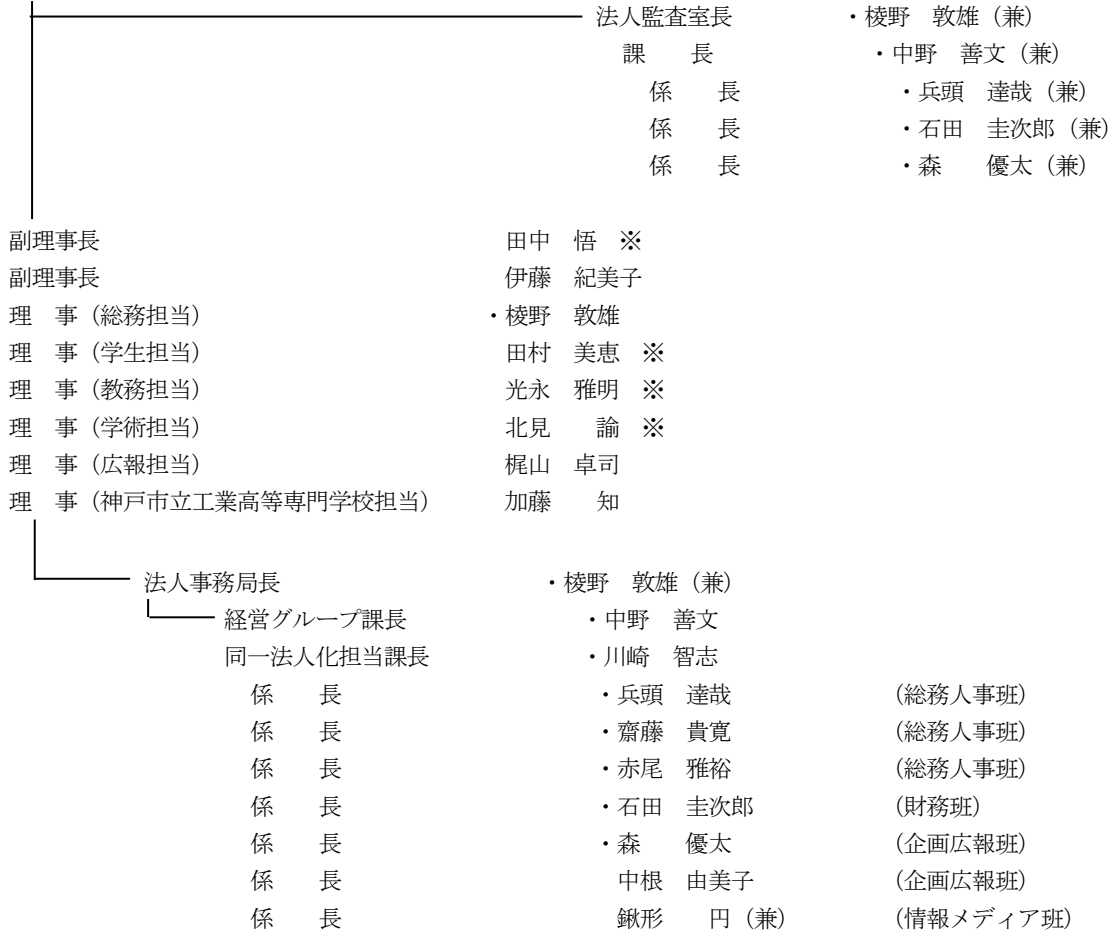 法人監査室長 ・棱野　敦雄（兼）
課　　長 ・中野　善文（兼）
係　　長 ・兵頭　達哉（兼）
係　　長 ・石田　圭次郎（兼）
係　　長 ・森　　優太（兼）
副理事長 田中　悟　※
副理事長 伊藤　紀美子
理　事（総務担当） ・棱野　敦雄
理　事（学生担当） 田村　美恵　※
理　事（教務担当） 光永　雅明　※
理　事（学術担当） 北見　　諭　※
理　事（広報担当） 梶山　卓司
理　事（神戸市立工業高等専門学校担当） 加藤　　知
法人事務局長 ・棱野　敦雄（兼）
経営グループ課長 ・中野　善文
同一法人化担当課長 ・川崎　智志
係　　長 ・兵頭　達哉 （総務人事班）
係　　長 ・齋藤　貴寛 （総務人事班）
係　　長 ・赤尾　雅裕 （総務人事班）
係　　長 ・石田　圭次郎 （財務班）
係　　長 ・森　　優太 （企画広報班）
係　　長 中根　由美子 （企画広報班）
係　　長 鍬形　　円（兼） （情報メディア班）